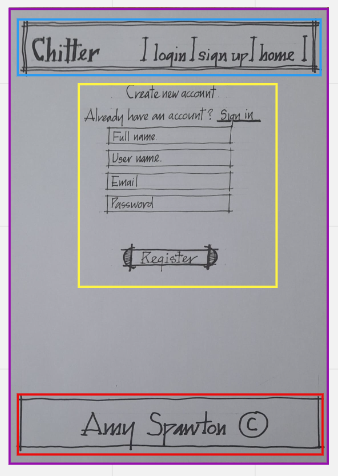 Chitter
| login | sign up | home |
Create new account
Already have an account? Sign in
Full name
User name.
Email
Password
Register
Amy Spawton ©